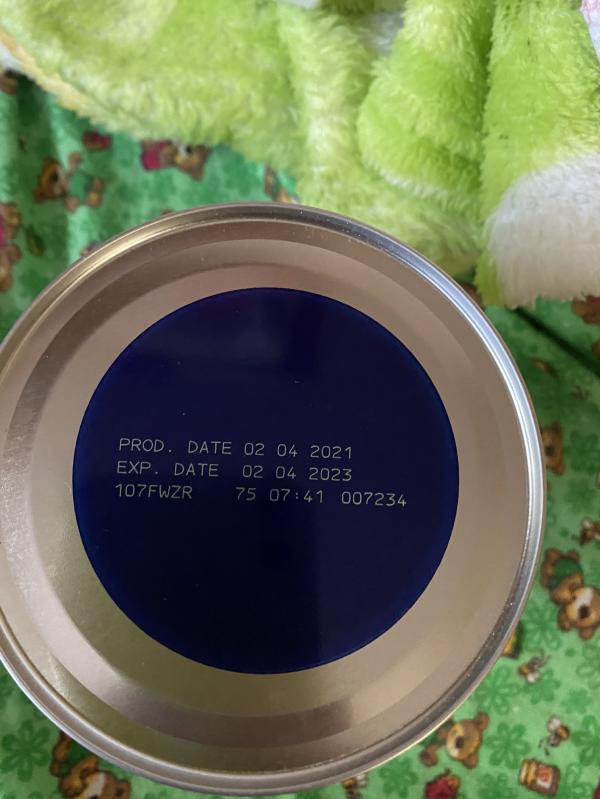 PROD. DATE 02 04 2021
EXP. DATE 02 04 2023
107FWZR 75 07:41 007234